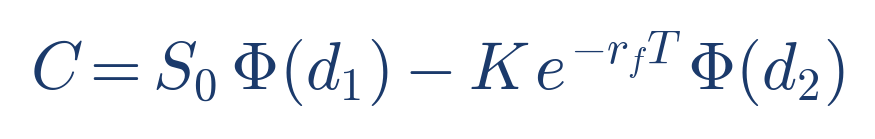 C = S₀ Φ(d₁) − K e^{−r_f T} Φ(d₂)